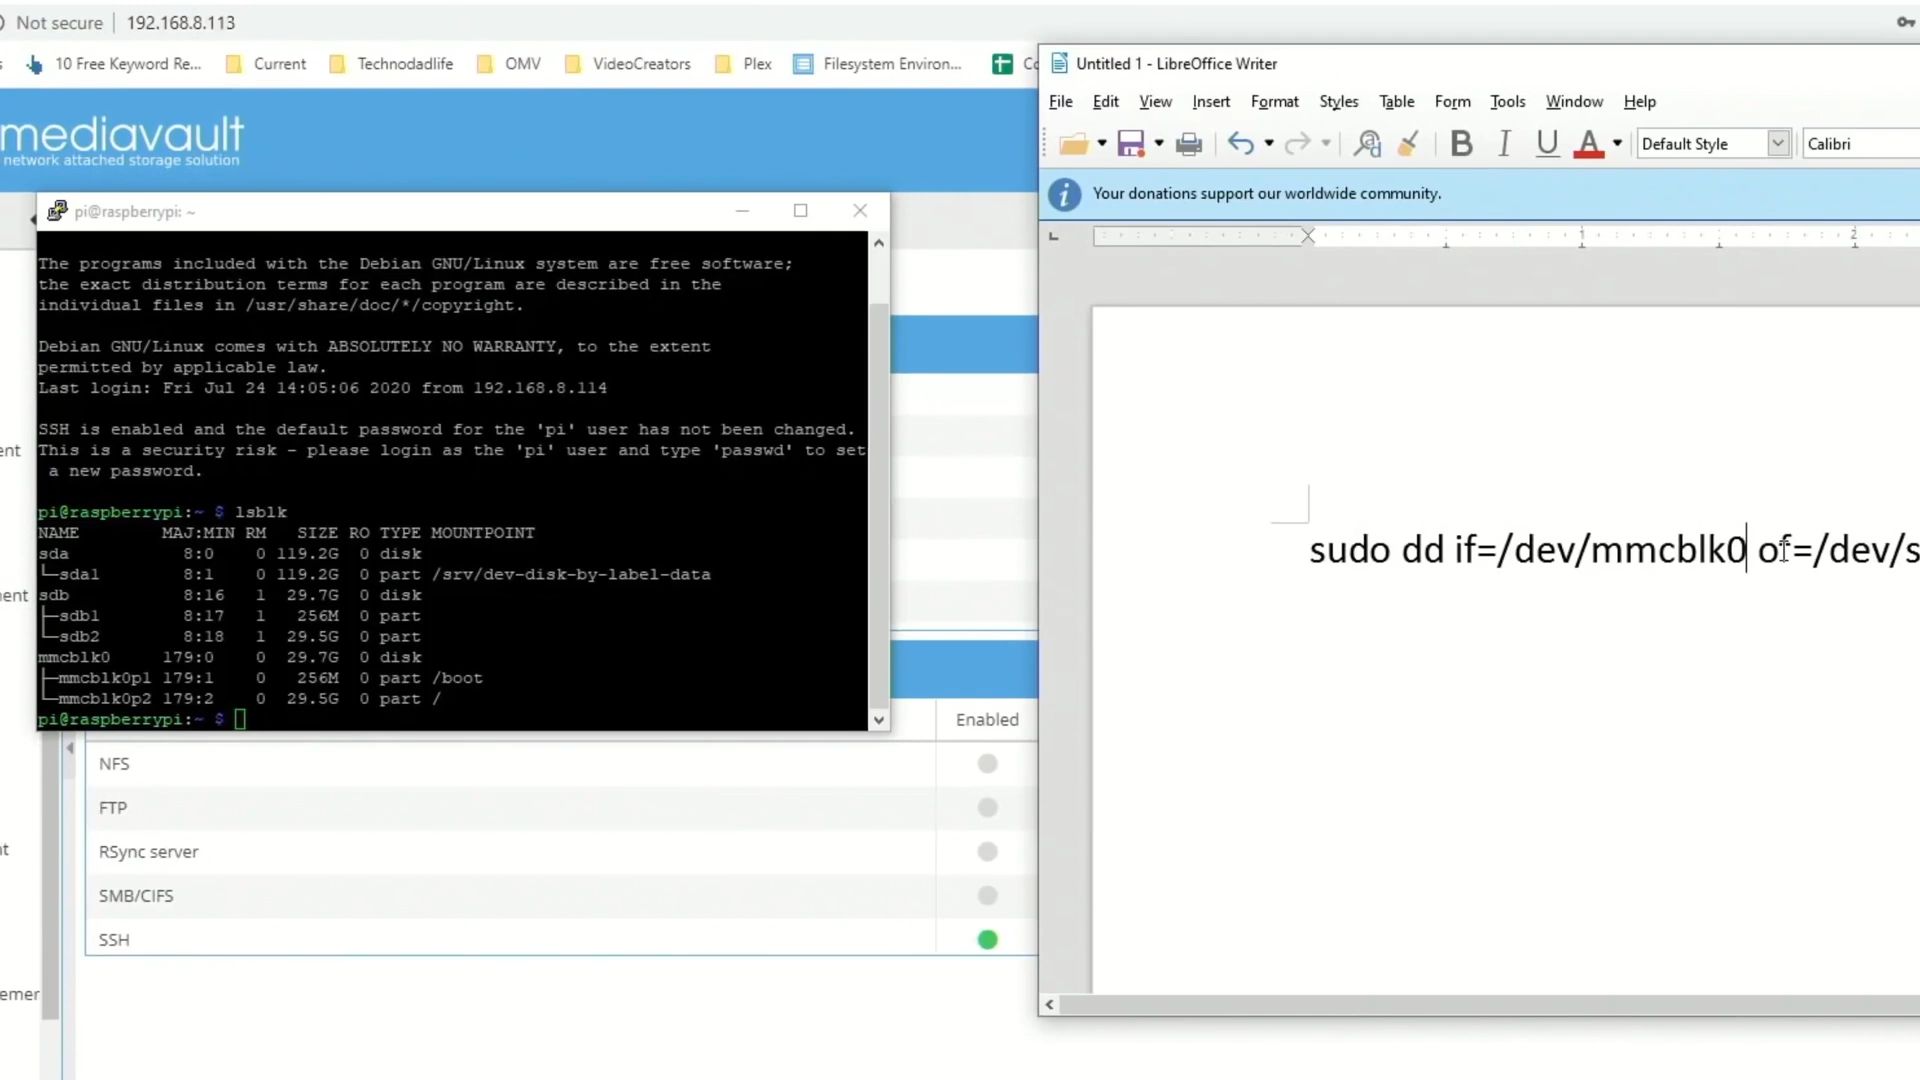 Not secure 192.168.8.113
10 Free Keyword Re... Current Technodadlife OMV VideoCreators Plex Filesystem Environ...
mediavault
network attached storage solution
pi@raspberrypi: ~
The programs included with the Debian GNU/Linux system are free software;
the exact distribution terms for each program are described in the
individual files in /usr/share/doc/*/copyright.
Debian GNU/Linux comes with ABSOLUTELY NO WARRANTY, to the extent
permitted by applicable law.
Last login: Fri Jul 24 14:05:06 2020 from 192.168.8.114
SSH is enabled and the default password for the 'pi' user has not been changed.
This is a security risk - please login as the 'pi' user and type 'passwd' to set
a new password.
pi@raspberrypi:~ $ lsblk
NAME MAJ:MIN RM SIZE RO TYPE MOUNTPOINT
sda 8:0 0 119.2G 0 disk
└─sda1 8:1 0 119.2G 0 part /srv/dev-disk-by-label-data
sdb 8:16 1 29.7G 0 disk
├─sdb1 8:17 1 256M 0 part
└─sdb2 8:18 1 29.5G 0 part
mmcblk0 179:0 0 29.7G 0 disk
├─mmcblk0p1 179:1 0 256M 0 part /boot
└─mmcblk0p2 179:2 0 29.5G 0 part /
pi@raspberrypi:~ $
Enabled
NFS
FTP
RSync server
SMB/CIFS
SSH
Untitled 1 - LibreOffice Writer
File Edit View Insert Format Styles Table Form Tools Window Help
Default Style Calibri
Your donations support our worldwide community.
1 2
sudo dd if=/dev/mmcblk0 of=/dev/s